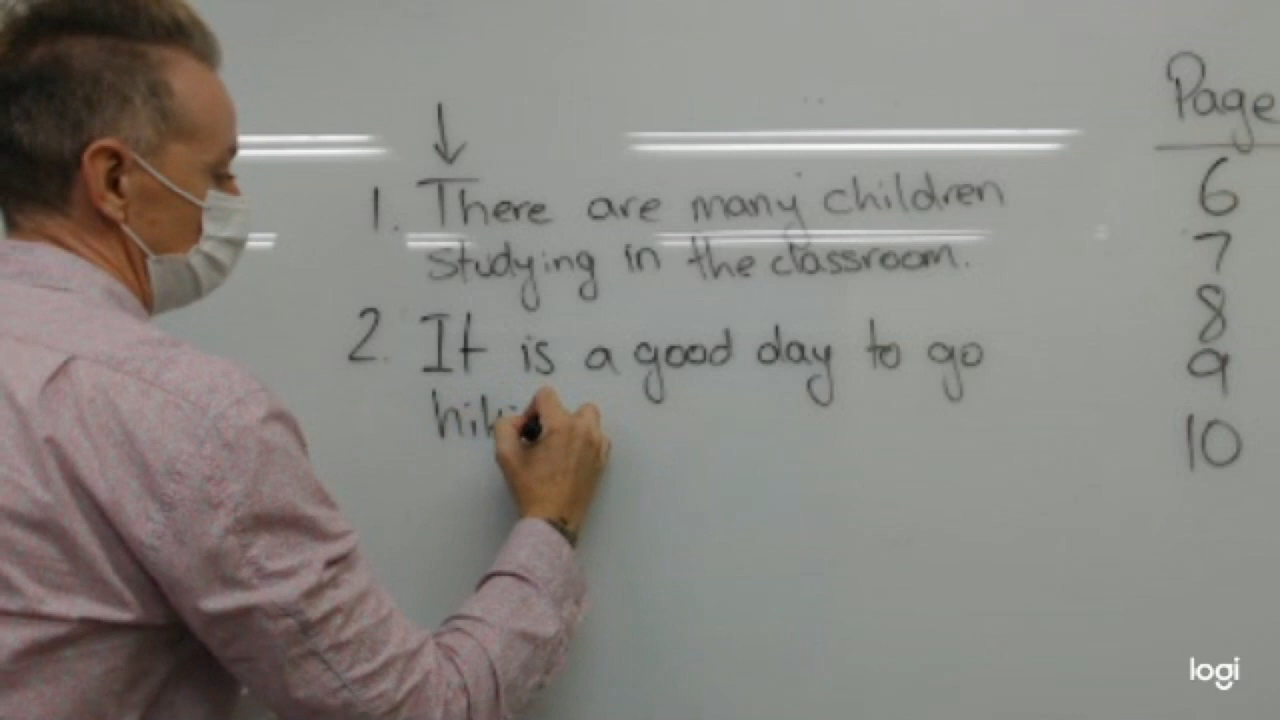 1. There are many children
studying in the classroom.
2. It is a good day to go
Page
6
7
8
9
10
logi